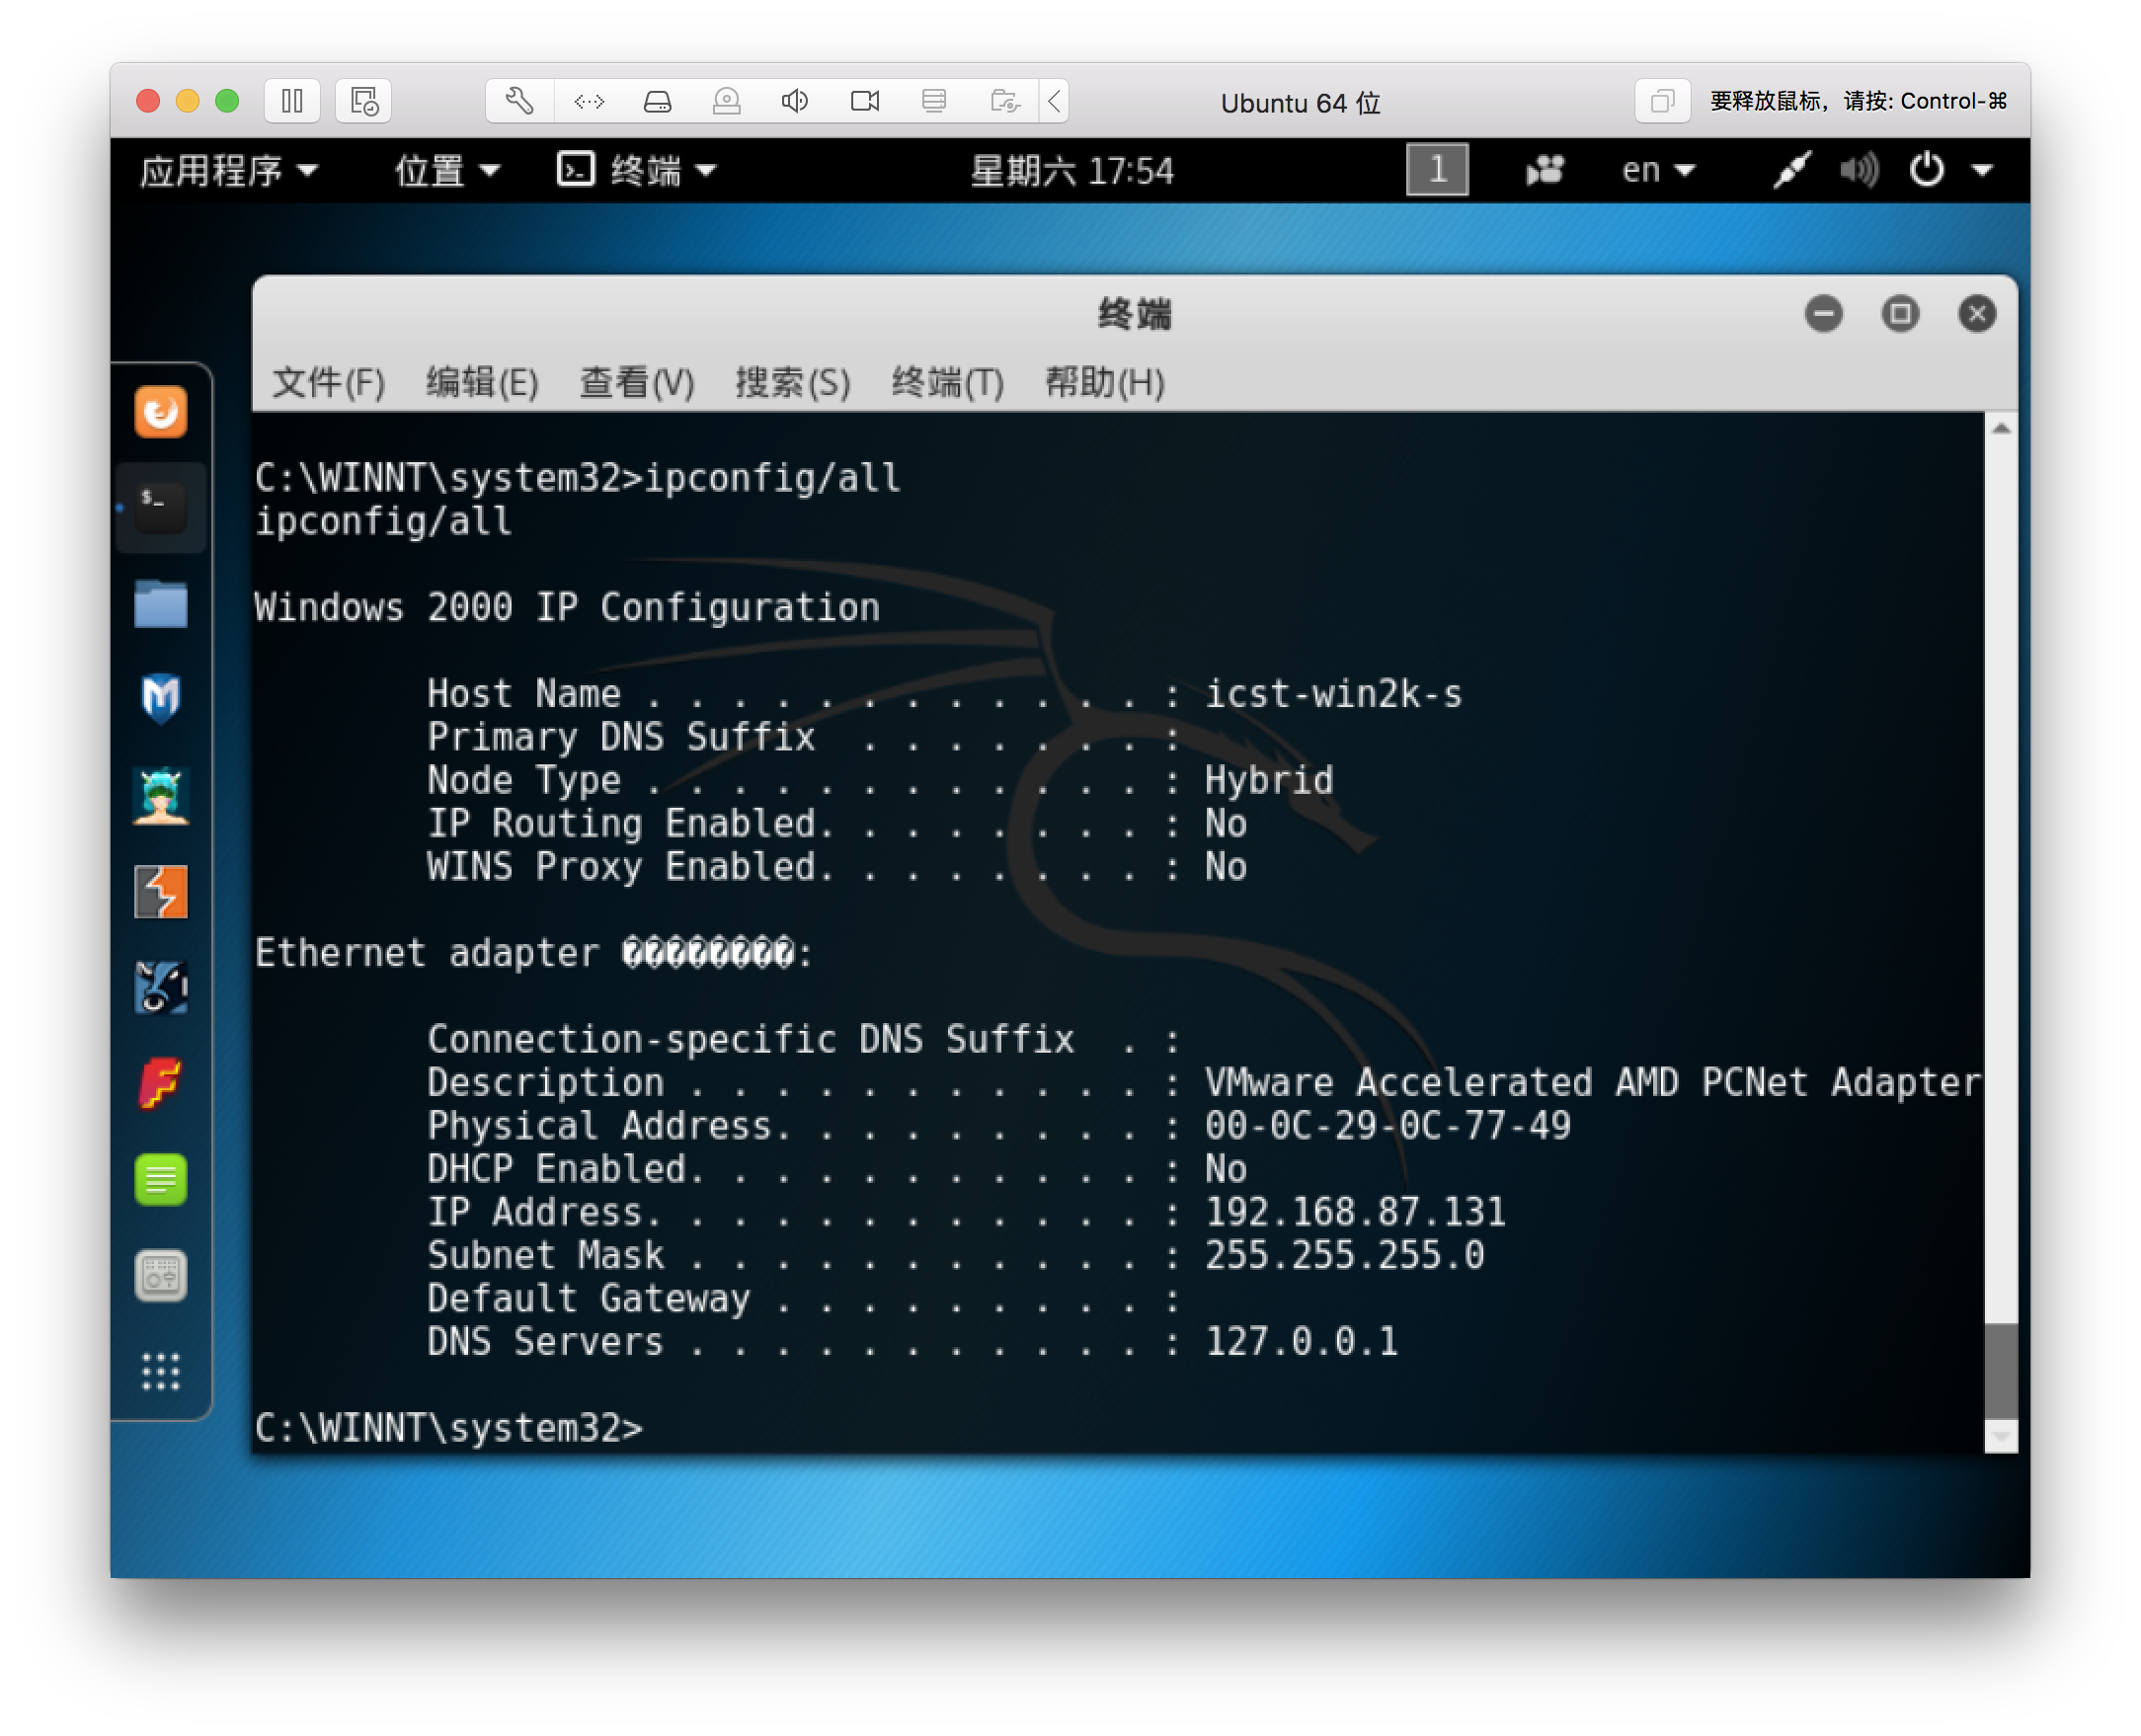 Ubuntu 64 位
要释放鼠标，请按: Control-⌘
应用程序 位置 终端 星期六 17:54 1 en
终端
文件(F) 编辑(E) 查看(V) 搜索(S) 终端(T) 帮助(H)
C:\WINNT\system32>ipconfig/all
ipconfig/all
Windows 2000 IP Configuration
Host Name . . . . . . . . . . . . : icst-win2k-s
Primary DNS Suffix  . . . . . . . :
Node Type . . . . . . . . . . . . : Hybrid
IP Routing Enabled. . . . . . . . : No
WINS Proxy Enabled. . . . . . . . : No
Ethernet adapter ��������:
Connection-specific DNS Suffix  . :
Description . . . . . . . . . . . : VMware Accelerated AMD PCNet Adapter
Physical Address. . . . . . . . . : 00-0C-29-0C-77-49
DHCP Enabled. . . . . . . . . . . : No
IP Address. . . . . . . . . . . . : 192.168.87.131
Subnet Mask . . . . . . . . . . . : 255.255.255.0
Default Gateway . . . . . . . . . :
DNS Servers . . . . . . . . . . . : 127.0.0.1
C:\WINNT\system32>